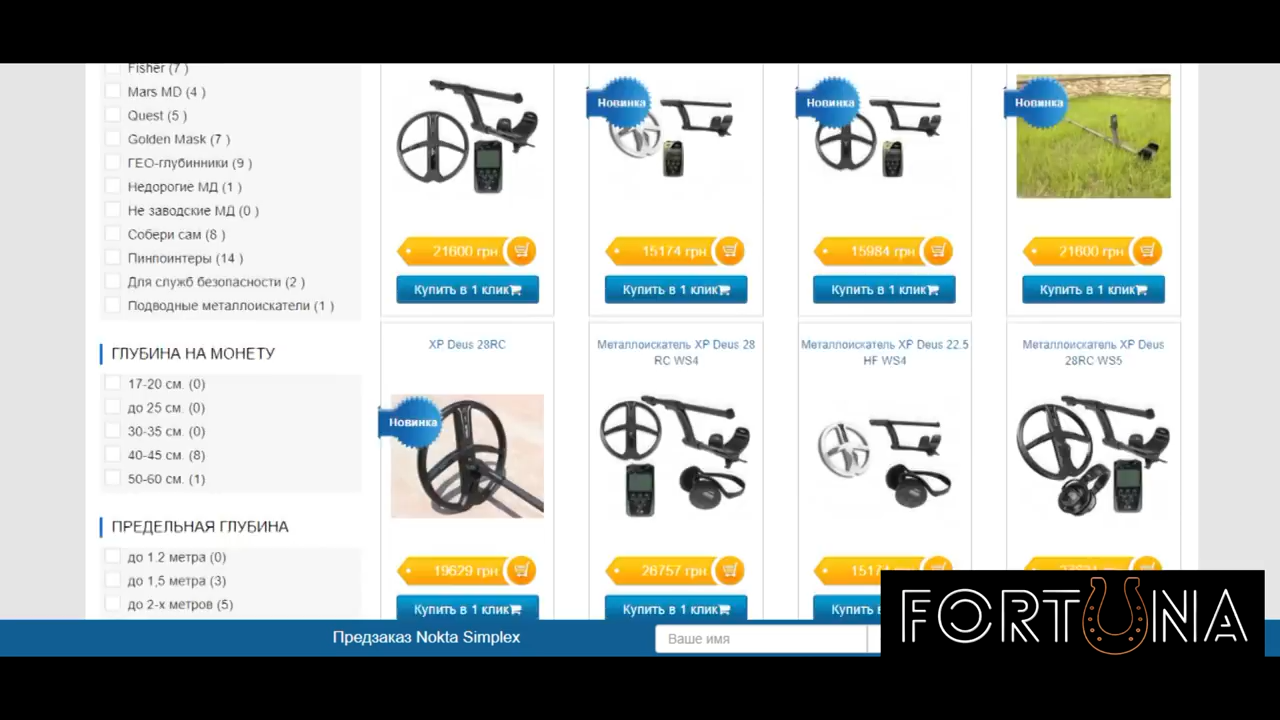 Fisher (7 )
Mars MD (4 )
Quest (5 )
Golden Mask (7 )
ГЕО-глубинники (9 )
Недорогие МД (1 )
Не заводские МД (0 )
Собери сам (8 )
Пинпоинтеры (14 )
Для служб безопасности (2 )
Подводные металлоискатели (1 )
ГЛУБИНА НА МОНЕТУ
17-20 см. (0)
до 25 см. (0)
30-35 см. (0)
40-45 см. (8)
50-60 см. (1)
ПРЕДЕЛЬНАЯ ГЛУБИНА
до 1.2 метра (0)
до 1,5 метра (3)
до 2-х метров (5)
Новинка
Новинка
Новинка
21600 грн
15174 грн
15984 грн
21600 грн
Купить в 1 клик
Купить в 1 клик
Купить в 1 клик
Купить в 1 клик
XP Deus 28RC
Металлоискатель XP Deus 28
RC WS4
Металлоискатель XP Deus 22.5
HF WS4
Металлоискатель XP Deus
28RC WS5
Новинка
19629 грн
26757 грн
Купить в 1 клик
Купить в 1 клик
Купить
Предзаказ Nokta Simplex
Ваше имя
FORTUNA